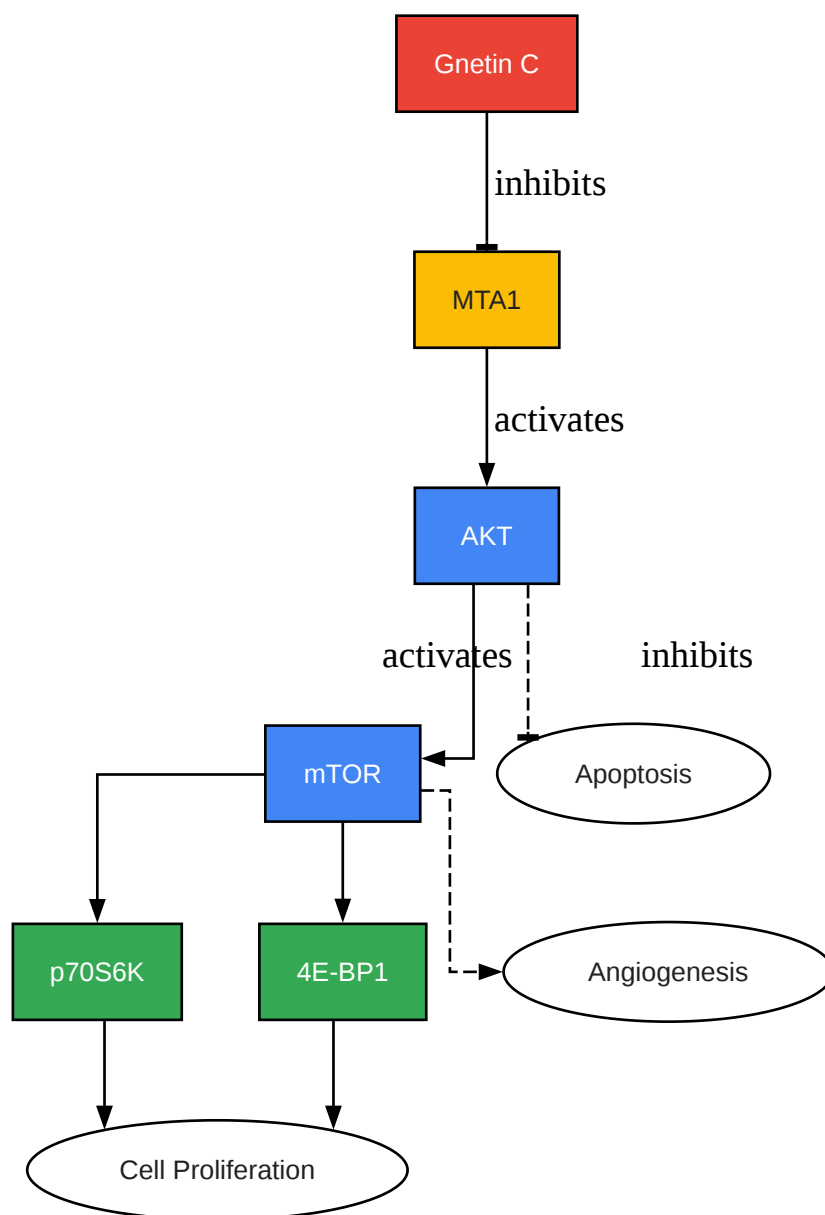 Gnetin C
inhibits
MTA1
activates
AKT
activates
inhibits
mTOR
Apoptosis
p70S6K
4E-BP1
Angiogenesis
Cell Proliferation